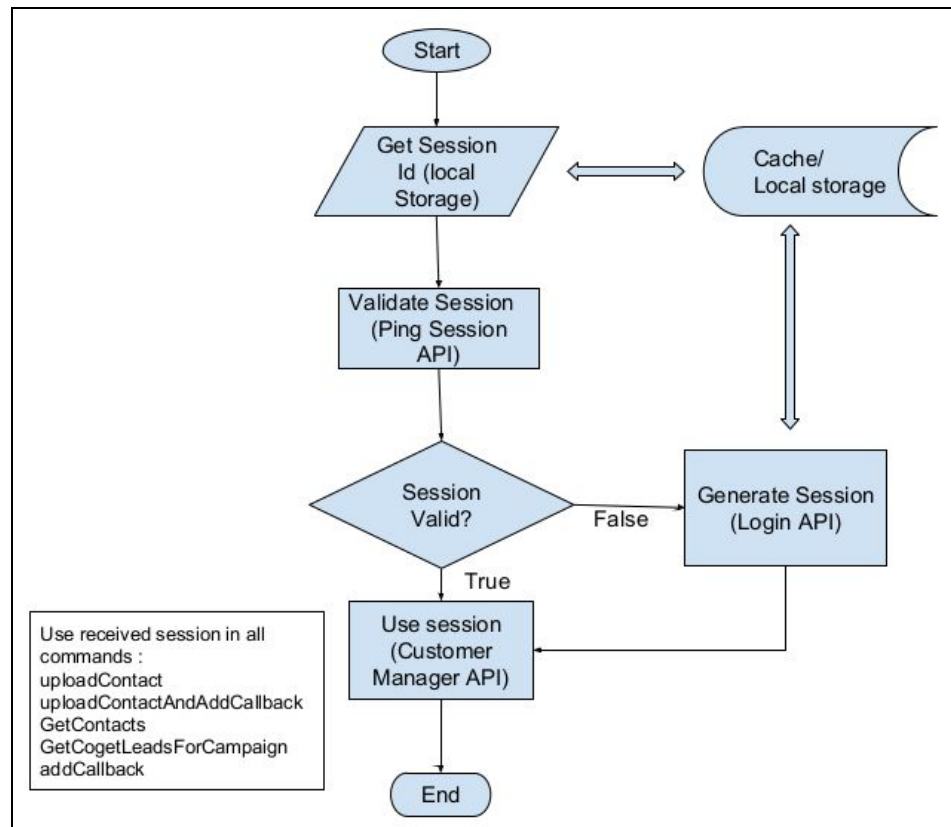 Start
Get Session
Id (local
Storage)
Cache/
Local storage
Validate Session
(Ping Session
API)
Session
Valid?
False
Generate Session
(Login API)
True
Use session
(Customer
Manager API)
Use received session in all
commands :
uploadContact
uploadContactAndAddCallback
GetContacts
GetCogetLeadsForCampaign
addCallback
End